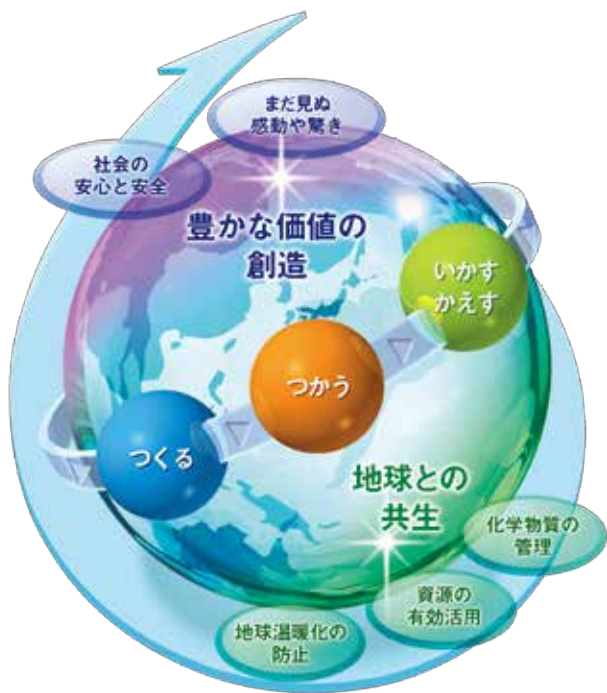 まだ見ぬ
感動や驚き
社会の
安心と安全
豊かな価値の
創造
いかす
かえす
つかう
つくる
地球との
共生
化学物質の
管理
資源の
有効活用
地球温暖化の
防止